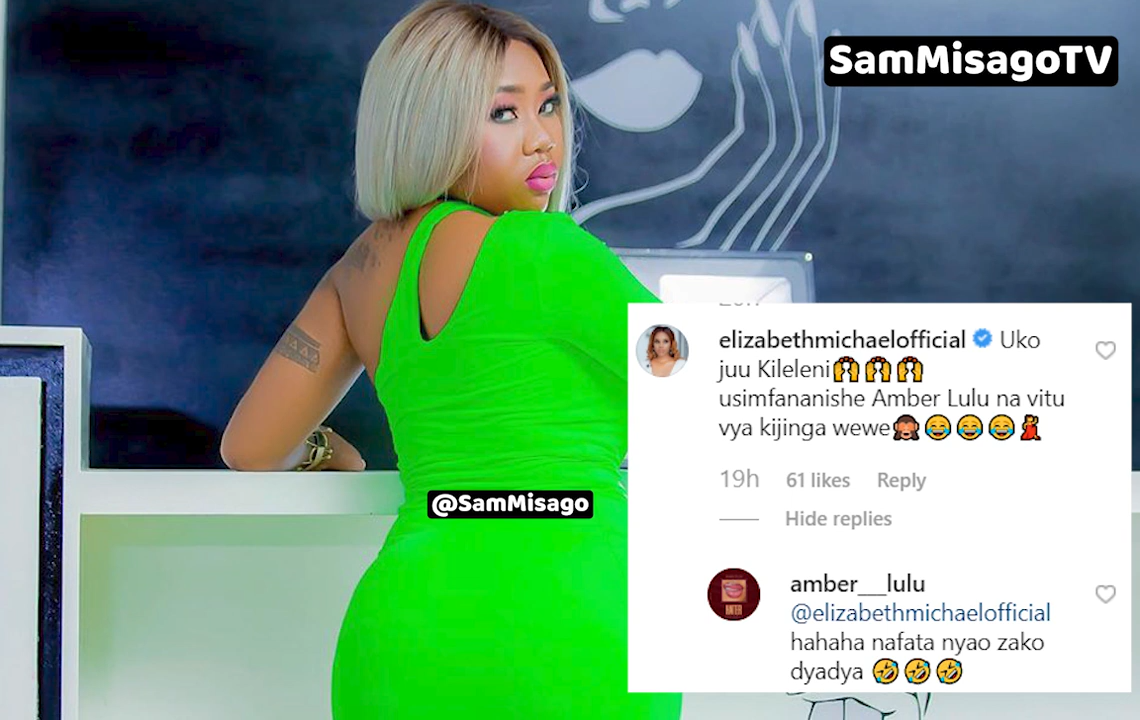 SamMisagoTV
elizabethmichaelofficial Uko
juu Kileleni🙌🙌🙌
usimfananishe Amber Lulu na vitu
vya kijinga wewe🙈😂😂😂💃
19h 61 likes Reply
Hide replies
@SamMisago
amber__lulu
@elizabethmichaelofficial
hahaha nafata nyao zako
dyadya 🤣🤣🤣